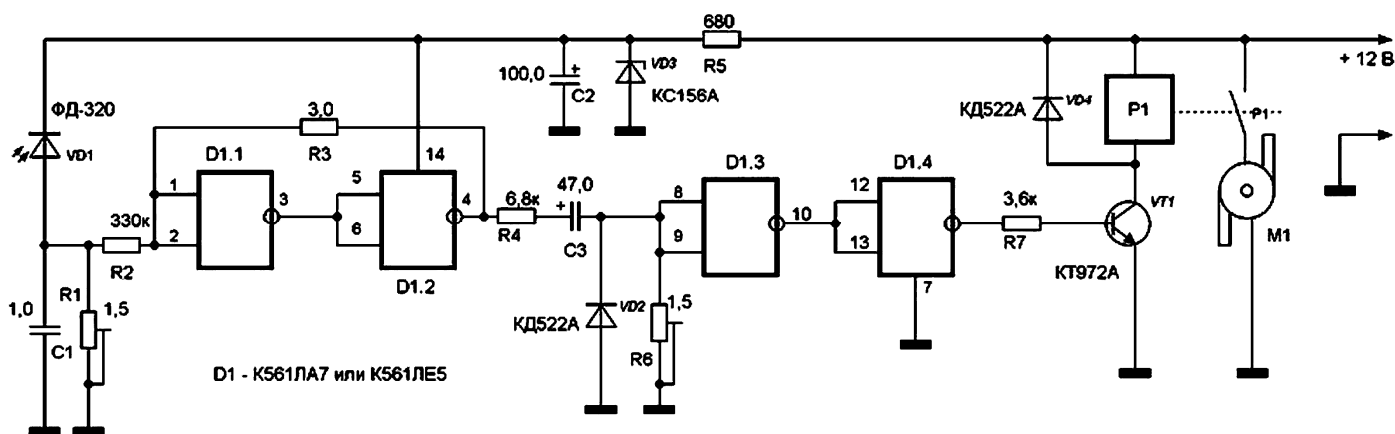 680
R5
+ 12 В
100,0
+
C2
VD3
КС156А
КД522А
VD4
P1
P1
ФД-320
VD1
3,0
R3
D1.1
14
1
2
3
5
6
4
D1.2
330к
R2
6,8к
R4
47,0
+
C3
D1.3
8
9
10
D1.4
12
13
7
3,6к
R7
VT1
КТ972А
M1
1,0
C1
R1
1,5
КД522А
VD2
1,5
R6
D1 - К561ЛА7 или К561ЛЕ5